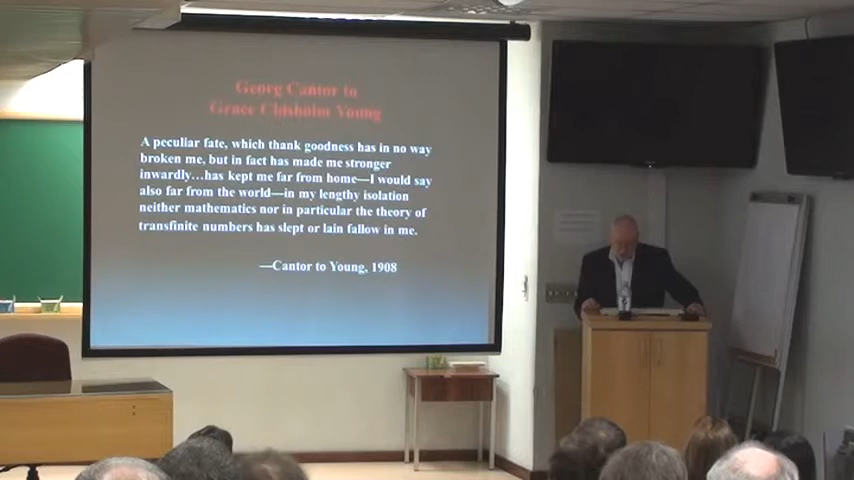 Georg Cantor to
Grace Chisholm Young
A peculiar fate, which thank goodness has in no way
broken me, but in fact has made me stronger
inwardly…has kept me far from home—I would say
also far from the world—in my lengthy isolation
neither mathematics nor in particular the theory of
transfinite numbers has slept or lain fallow in me.
—Cantor to Young, 1908